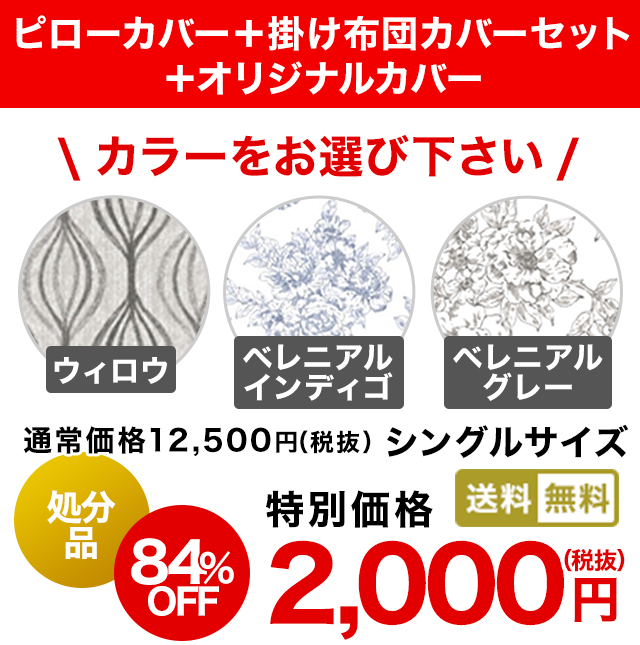 ピローカバー＋掛け布団カバーセット
＋オリジナルカバー
\ カラーをお選び下さい /
ウィロウ
ベレニアル
インディゴ
ベレニアル
グレー
通常価格12,500円(税抜) シングルサイズ
処分
品
84%
OFF
特別価格
送料無料
2,000円
(税抜)